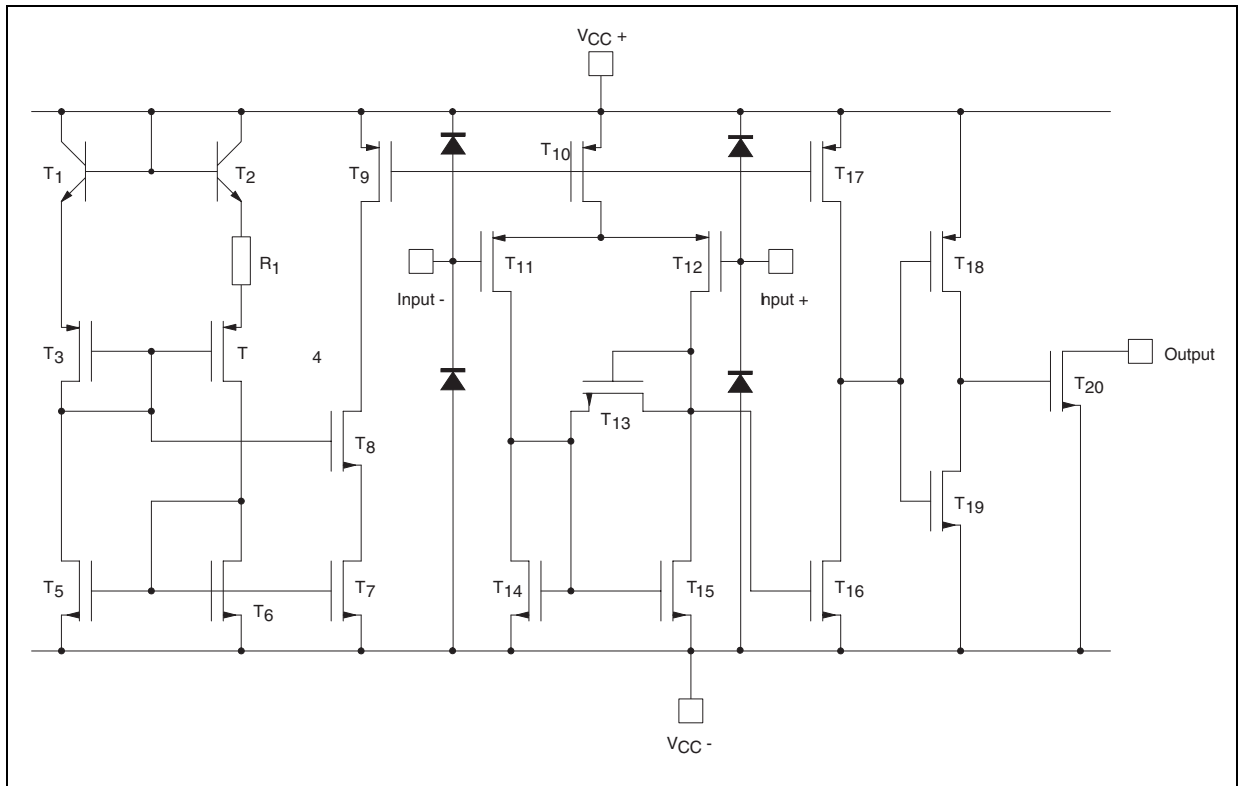 VCC +
T1
T2
T9
T10
T17
R1
T11
T12
T18
Input -
Input +
T3
T
4
Output
T20
T13
T8
T19
T5
T6
T7
T14
T15
T16
VCC -